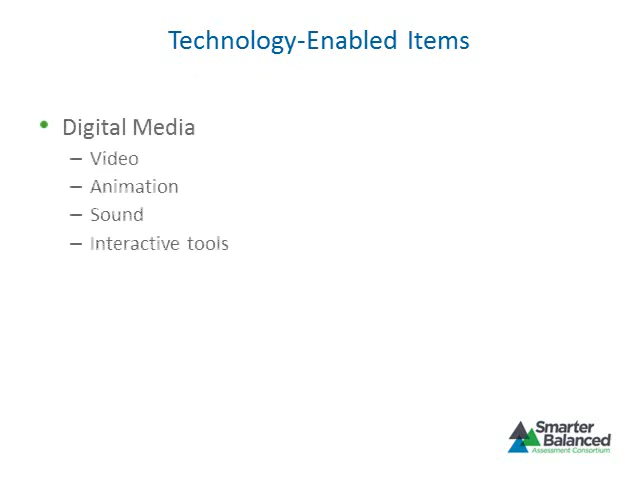 Technology-Enabled Items
• Digital Media
– Video
– Animation
– Sound
– Interactive tools
Smarter
Balanced
Assessment Consortium